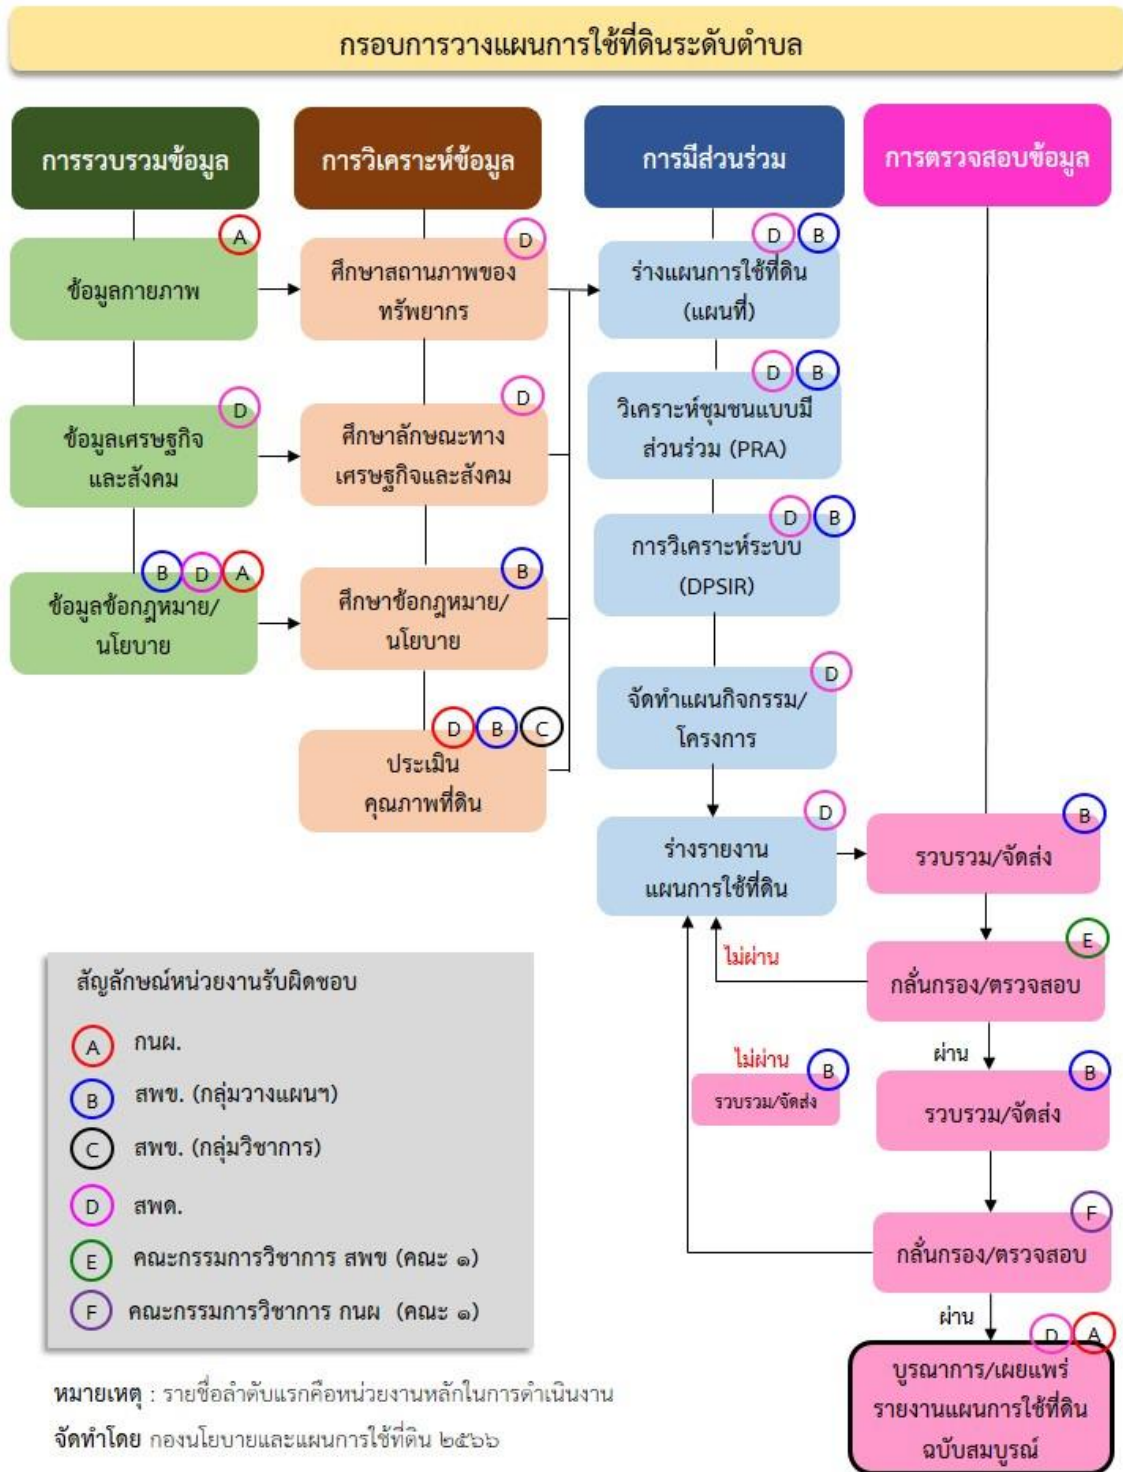 กรอบการวางแผนการใช้ที่ดินระดับตำบล
การรวบรวมข้อมูล
การวิเคราะห์ข้อมูล
การมีส่วนร่วม
การตรวจสอบข้อมูล
A
ข้อมูลกายภาพ
D
ข้อมูลเศรษฐกิจ
และสังคม
B D A
ข้อมูลข้อกฎหมาย/
นโยบาย
D
ศึกษาสถานภาพของ
ทรัพยากร
D
ศึกษาลักษณะทาง
เศรษฐกิจและสังคม
B
ศึกษาข้อกฎหมาย/
นโยบาย
D B C
ประเมิน
คุณภาพที่ดิน
D B
ร่างแผนการใช้ที่ดิน
(แผนที่)
D B
วิเคราะห์ชุมชนแบบมี
ส่วนร่วม (PRA)
D B
การวิเคราะห์ระบบ
(DPSIR)
D
จัดทำแผนกิจกรรม/
โครงการ
D
ร่างรายงาน
แผนการใช้ที่ดิน
B
รวบรวม/จัดส่ง
E
กลั่นกรอง/ตรวจสอบ
ไม่ผ่าน
ผ่าน
B
รวบรวม/จัดส่ง
ไม่ผ่าน
B
รวบรวม/จัดส่ง
F
กลั่นกรอง/ตรวจสอบ
ผ่าน
D A
บูรณาการ/เผยแพร่
รายงานแผนการใช้ที่ดิน
ฉบับสมบูรณ์
สัญลักษณ์หน่วยงานรับผิดชอบ
A กนผ.
B สพข. (กลุ่มวางแผนฯ)
C สพข. (กลุ่มวิชาการ)
D สพด.
E คณะกรรมการวิชาการ สพข (คณะ ๑)
F คณะกรรมการวิชาการ กนผ (คณะ ๑)
หมายเหตุ : รายชื่อลำดับแรกคือหน่วยงานหลักในการดำเนินงาน
จัดทำโดย กองนโยบายและแผนการใช้ที่ดิน ๒๕๖๖